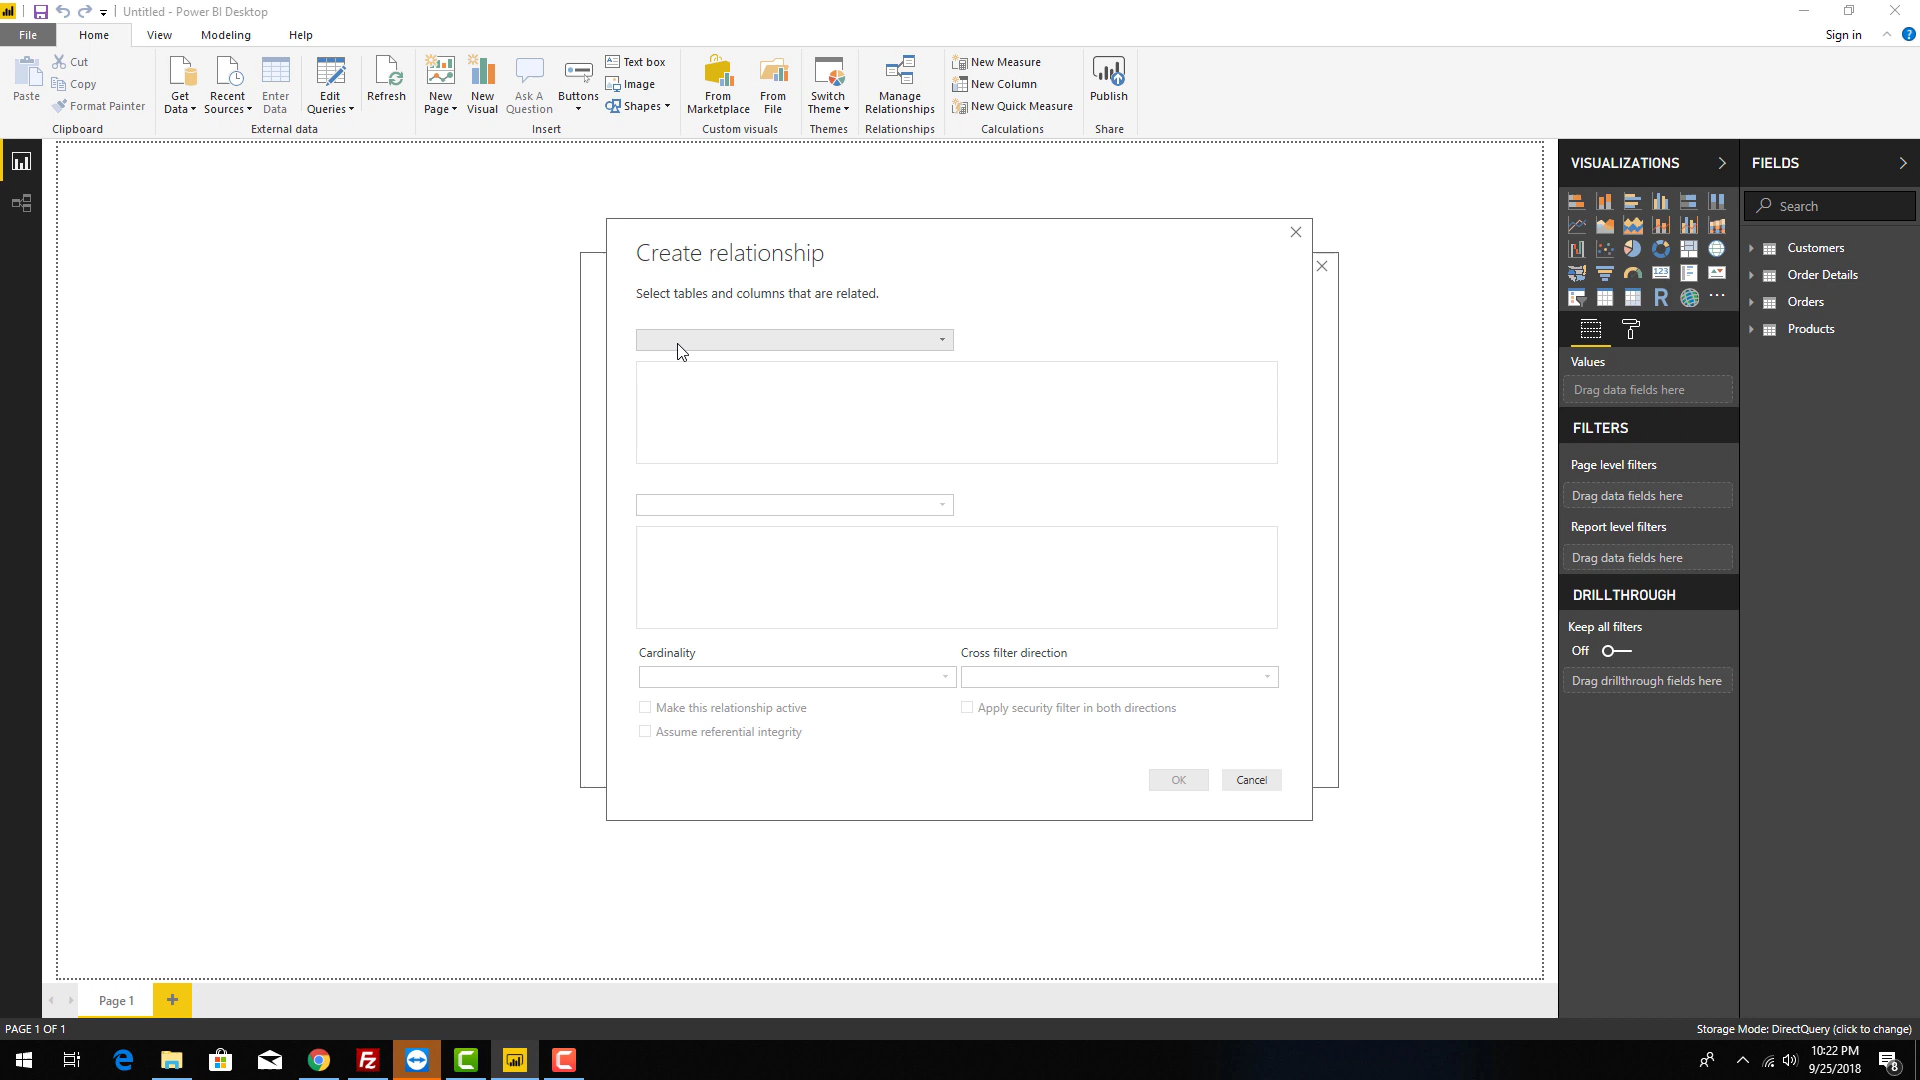 Untitled - Power BI Desktop
File
Home
View
Modeling
Help
Sign in
Paste
Cut
Copy
Format Painter
Clipboard
Get
Data
Recent
Sources
Enter
Data
Edit
Queries
Refresh
External data
New
Page
New
Visual
Ask A
Question
Buttons
Text box
Image
Shapes
Insert
From
Marketplace
From
File
Custom visuals
Switch
Theme
Themes
Manage
Relationships
Relationships
New Measure
New Column
New Quick Measure
Calculations
Publish
Share
Create relationship
Select tables and columns that are related.
Cardinality
Cross filter direction
Make this relationship active
Apply security filter in both directions
Assume referential integrity
OK
Cancel
VISUALIZATIONS
R
123
Values
Drag data fields here
FILTERS
Page level filters
Drag data fields here
Report level filters
Drag data fields here
DRILLTHROUGH
Keep all filters
Off
Drag drillthrough fields here
FIELDS
Search
Customers
Order Details
Orders
Products
Page 1
PAGE 1 OF 1
Storage Mode: DirectQuery (click to change)
10:22 PM
9/25/2018
8